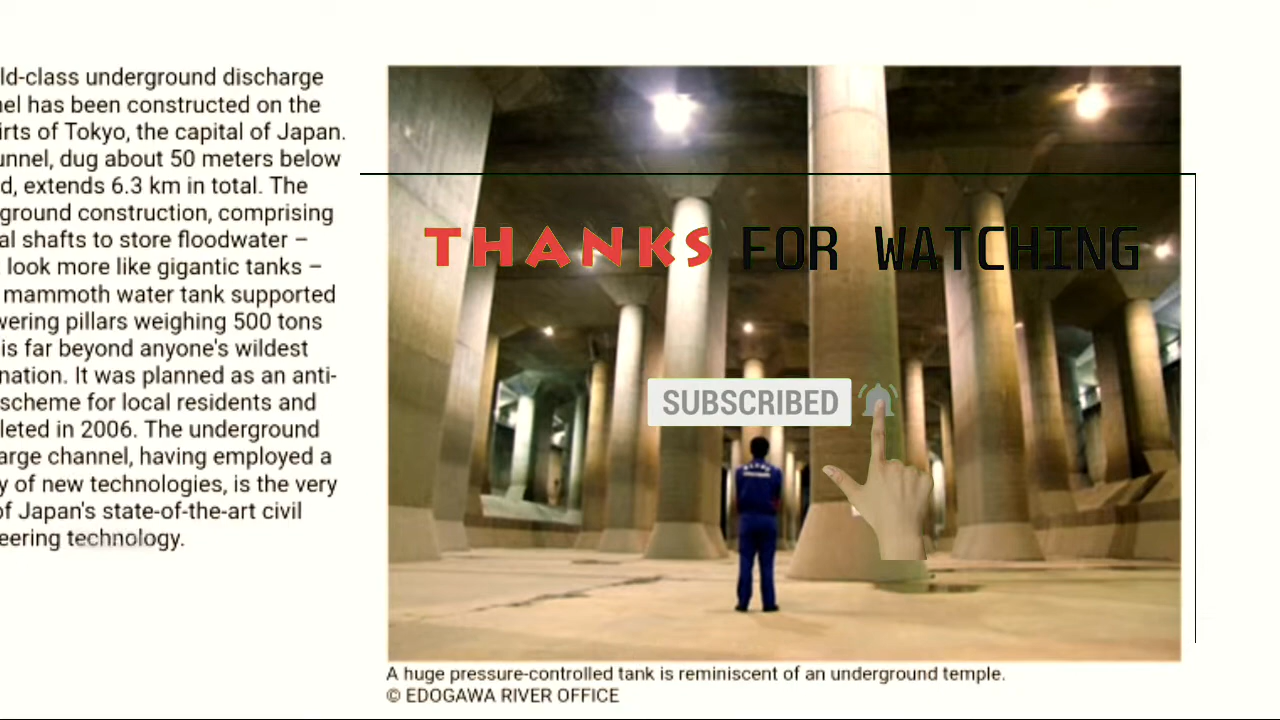 ld-class underground discharge
nel has been constructed on the
irts of Tokyo, the capital of Japan.
unnel, dug about 50 meters below
d, extends 6.3 km in total. The
ground construction, comprising
al shafts to store floodwater –
look more like gigantic tanks –
mammoth water tank supported
wering pillars weighing 500 tons
is far beyond anyone's wildest
nation. It was planned as an anti-
scheme for local residents and
leted in 2006. The underground
arge channel, having employed a
y of new technologies, is the very
of Japan's state-of-the-art civil
eering technology.
THANKS FOR WATCHING
SUBSCRIBED
A huge pressure-controlled tank is reminiscent of an underground temple.
© EDOGAWA RIVER OFFICE